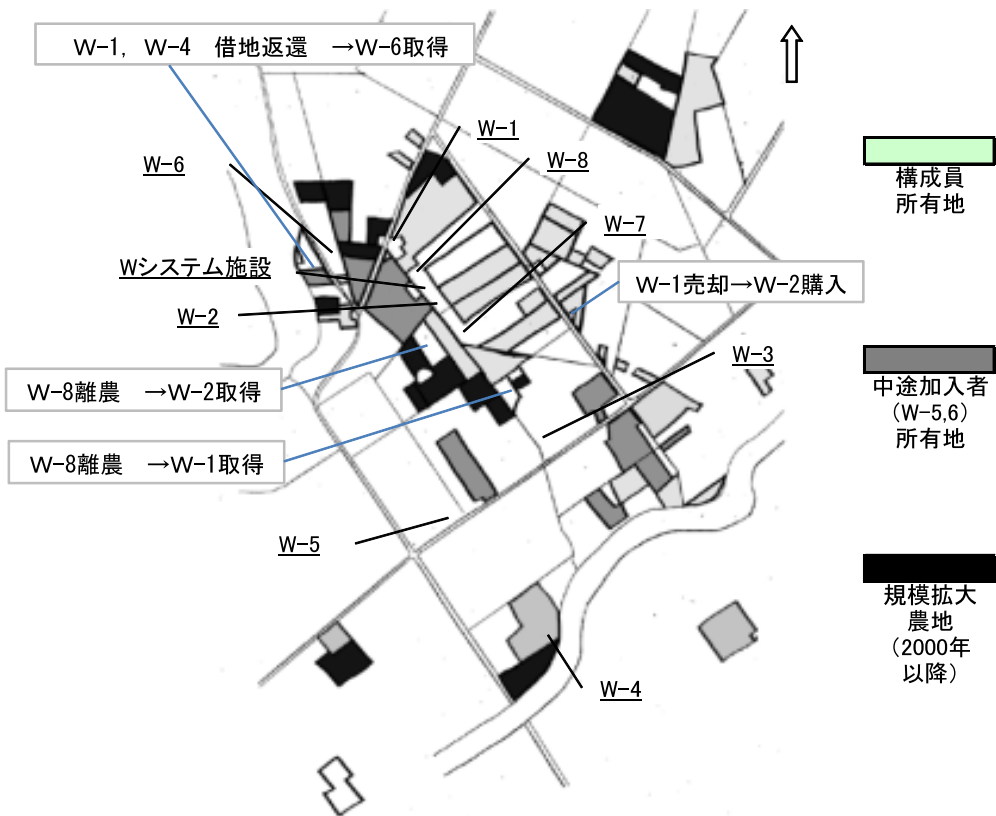 W-1, W-4 借地返還 →W-6取得
W-1
W-8
W-6
W-7
Wシステム施設
W-1売却→W-2購入
W-2
W-3
W-8離農 →W-2取得
W-8離農 →W-1取得
W-5
W-4
構成員
所有地
中途加入者
(W-5,6)
所有地
規模拡大
農地
(2000年
以降)